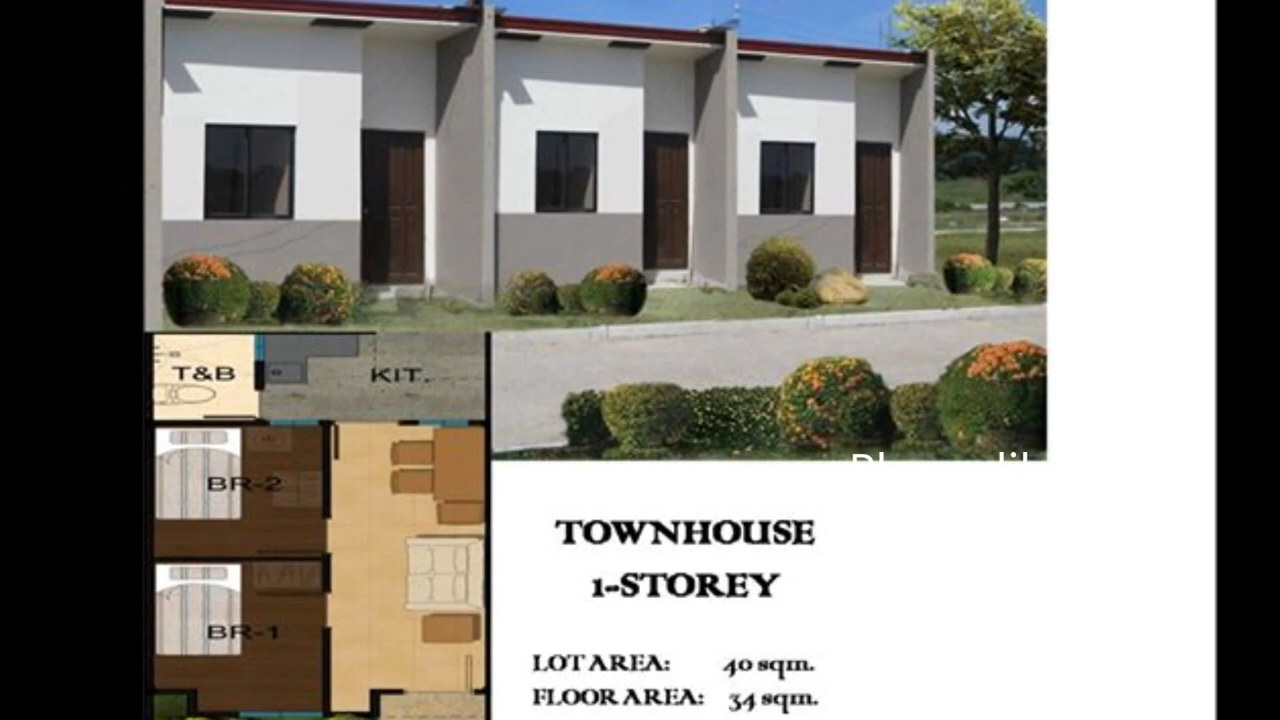 T&B
KIT.
BR-2
BR-1
TOWNHOUSE
1-STOREY
LOT AREA: 40 sqm.
FLOOR AREA: 34 sqm.